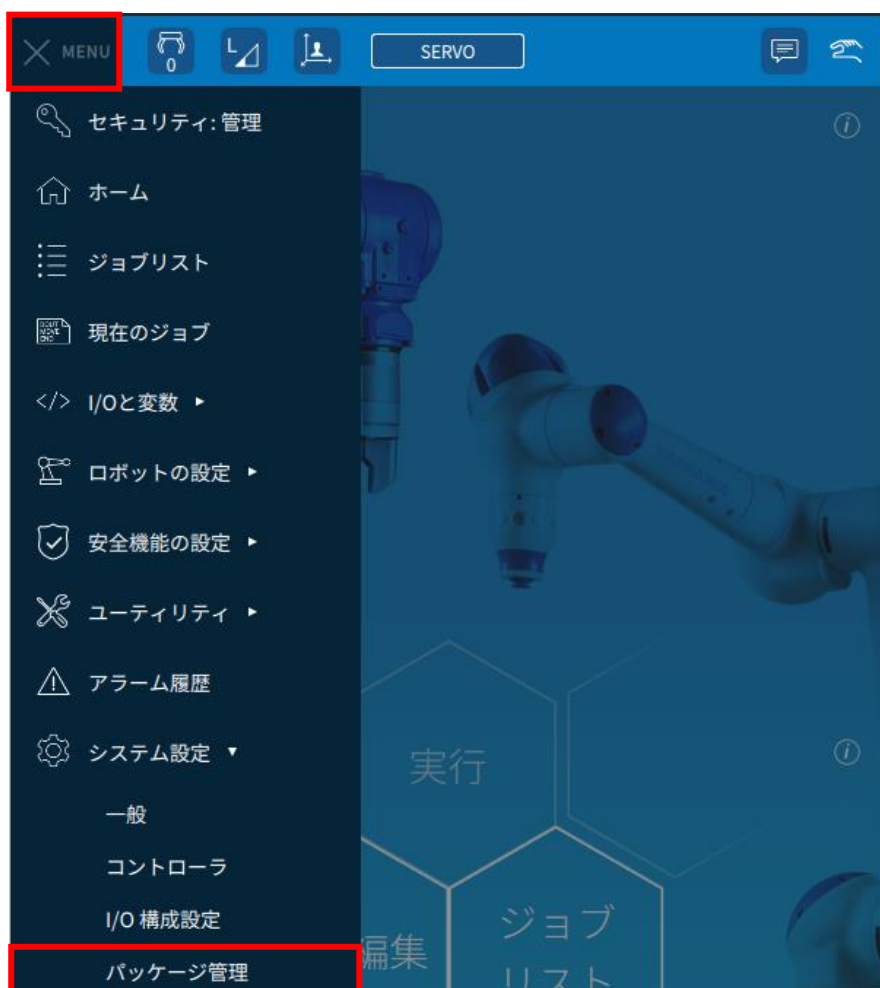 MENU
0
L
SERVO
セキュリティ: 管理
ホーム
ジョブリスト
現在のジョブ
</> I/Oと変数 ▸
ロボットの設定 ▸
安全機能の設定 ▸
ユーティリティ ▸
アラーム履歴
システム設定 ▾
一般
コントローラ
I/O 構成設定
パッケージ管理
実行
編集
ジョブ
リスト